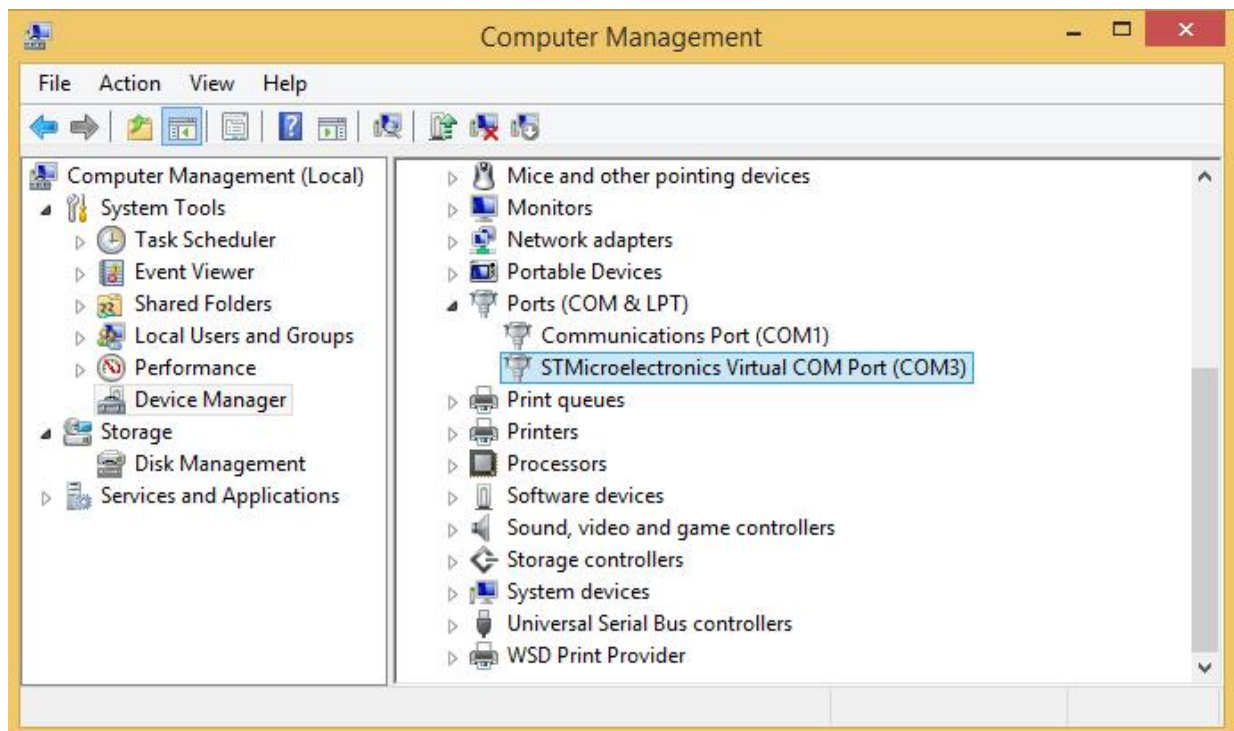 Computer Management
File Action View Help
Computer Management (Local)
System Tools
Task Scheduler
Event Viewer
Shared Folders
Local Users and Groups
Performance
Device Manager
Storage
Disk Management
Services and Applications
Mice and other pointing devices
Monitors
Network adapters
Portable Devices
Ports (COM & LPT)
Communications Port (COM1)
STMicroelectronics Virtual COM Port (COM3)
Print queues
Printers
Processors
Software devices
Sound, video and game controllers
Storage controllers
System devices
Universal Serial Bus controllers
WSD Print Provider